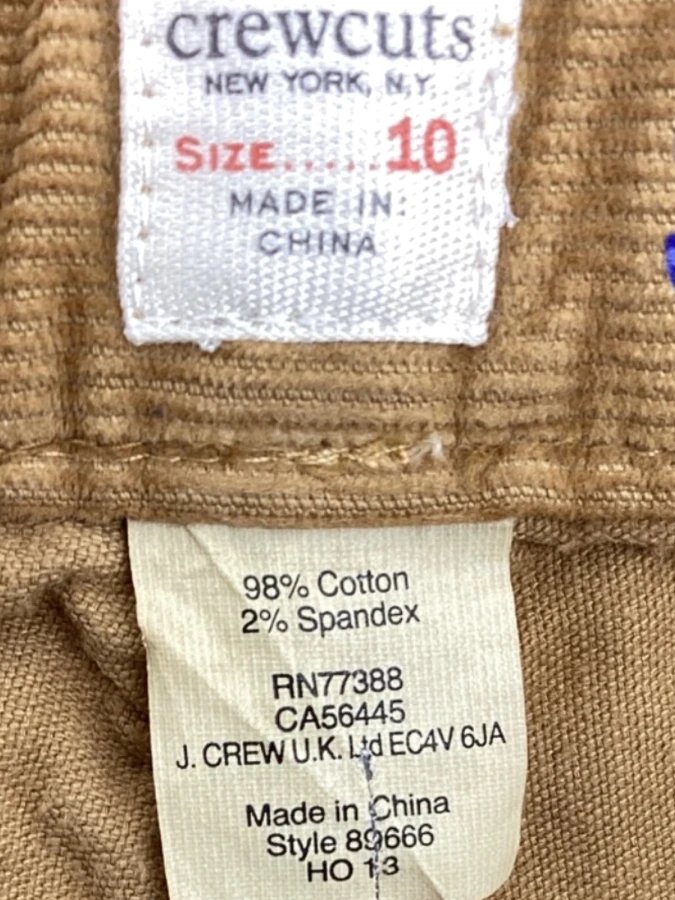 crewcuts
NEW YORK, N.Y.
SIZE.....10
MADE IN:
CHINA
98% Cotton
2% Spandex
RN77388
CA56445
J. CREW U.K. Ltd EC4V 6JA
Made in China
Style 89666
HO 13